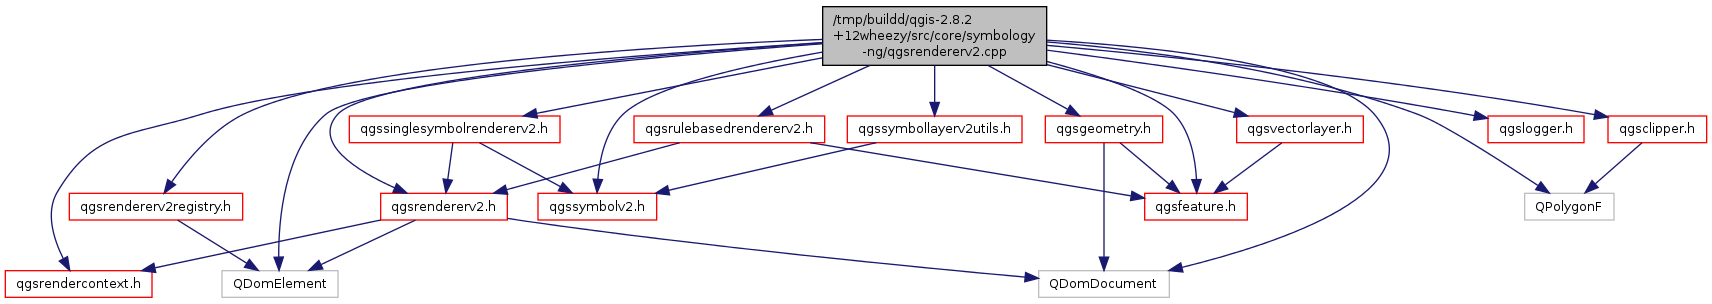 /tmp/buildd/qgis-2.8.2
+12wheezy/src/core/symbology
-ng/qgsrendererv2.cpp
qgssinglesymbolrendererv2.h
qgsrulebasedrendererv2.h
qgssymbollayerv2utils.h
qgsgeometry.h
qgsvectorlayer.h
qgslogger.h
qgsclipper.h
qgsrendererv2registry.h
qgsrendererv2.h
qgssymbolv2.h
qgsfeature.h
QPolygonF
qgsrendercontext.h
QDomElement
QDomDocument